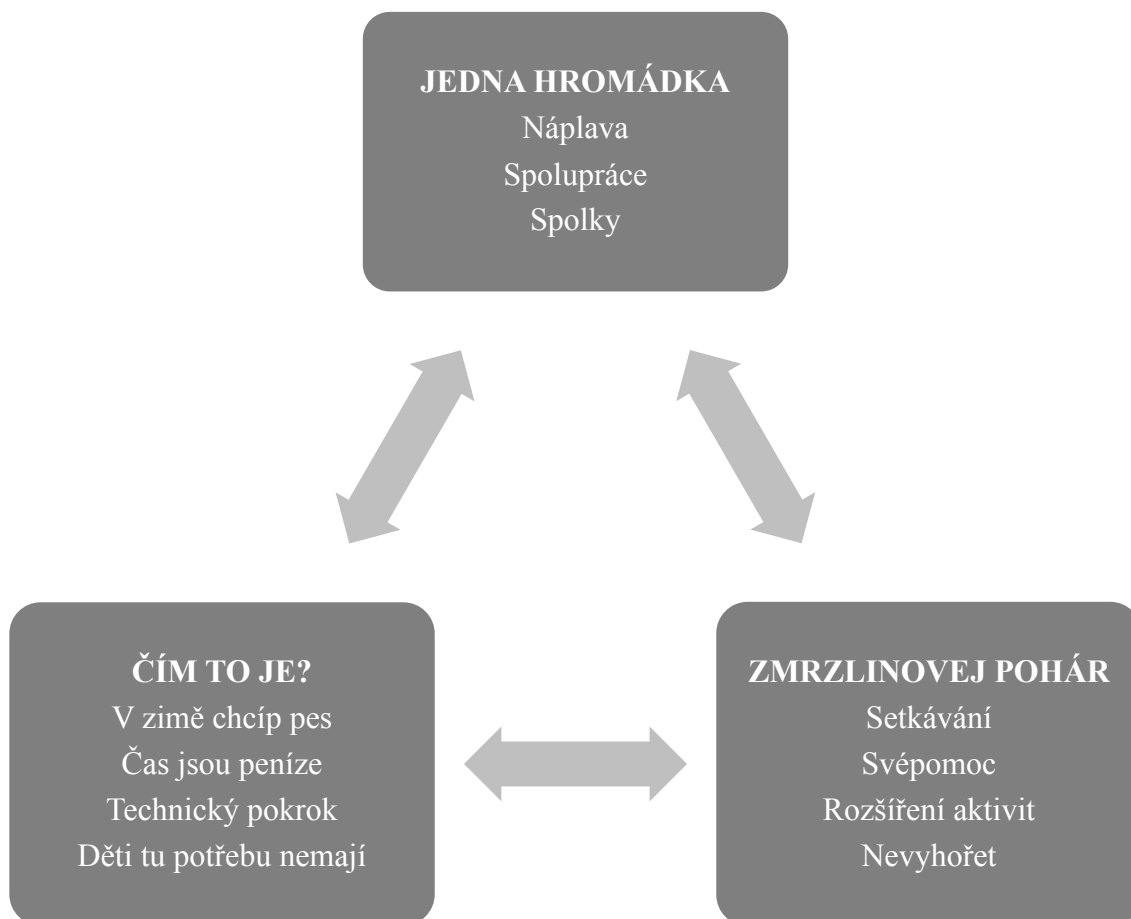 JEDNA HROMÁDKA
Náplava
Spolupráce
Spolky
ČÍM TO JE?
V zimě chcíp pes
Čas jsou peníze
Technický pokrok
Děti tu potřebu nemají
ZMRZLINOVEJ POHÁR
Setkávání
Svépomoc
Rozšíření aktivit
Nevyhořet